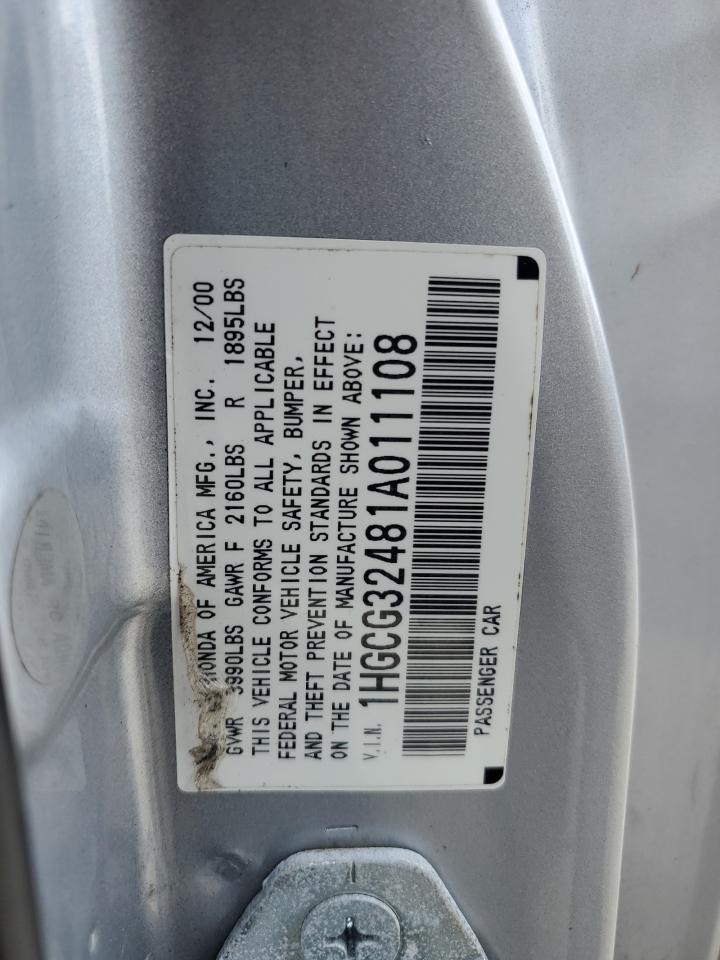 HONDA OF AMERICA MFG., INC. 12/00
GVWR 3990LBS GAWR F 2160LBS R 1895LBS
THIS VEHICLE CONFORMS TO ALL APPLICABLE
FEDERAL MOTOR VEHICLE SAFETY, BUMPER,
AND THEFT PREVENTION STANDARDS IN EFFECT
ON THE DATE OF MANUFACTURE SHOWN ABOVE:
V.I.N. 1HGCG32481A011108
PASSENGER CAR